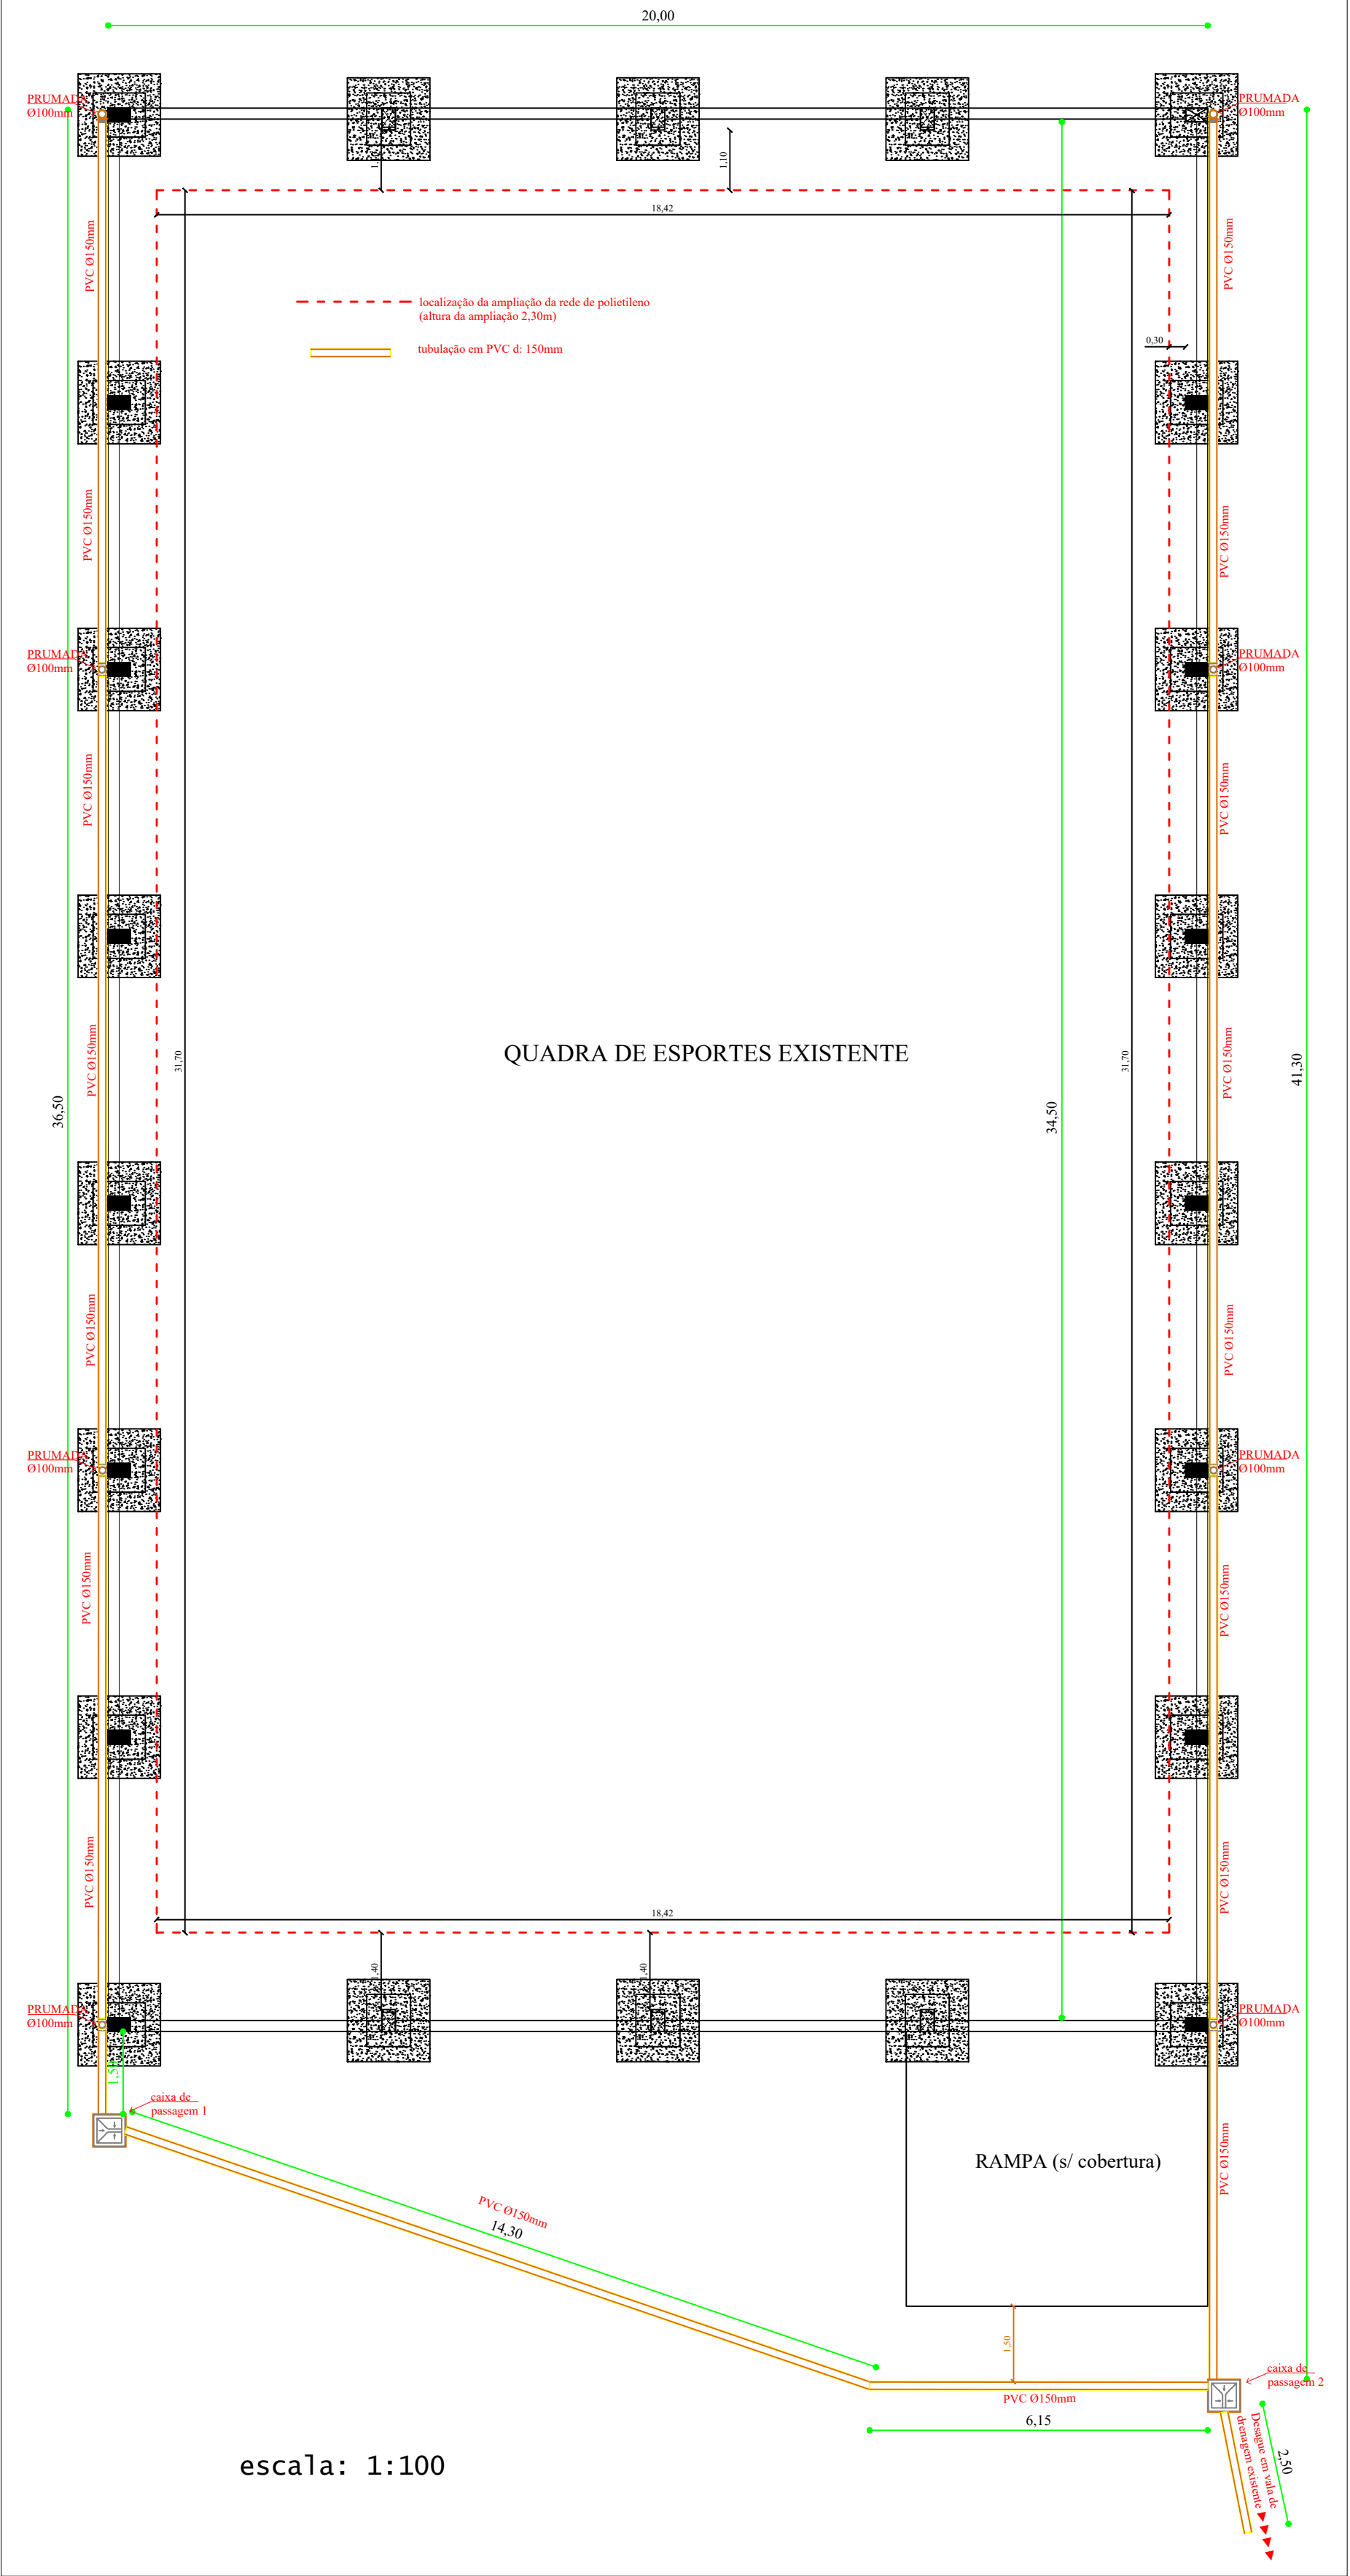 20,00
PRUMADA
Ø100mm
PRUMADA
Ø100mm
1,10
18,42
PVC Ø150mm
PVC Ø150mm
localização da ampliação da rede de polietileno
(altura da ampliação 2,30m)
tubulação em PVC d: 150mm
0,30
PVC Ø150mm
PVC Ø150mm
PRUMADA
Ø100mm
PRUMADA
Ø100mm
PVC Ø150mm
PVC Ø150mm
QUADRA DE ESPORTES EXISTENTE
PVC Ø150mm
PVC Ø150mm
31,70
31,70
36,50
34,50
41,30
PVC Ø150mm
PVC Ø150mm
PRUMADA
Ø100mm
PRUMADA
Ø100mm
PVC Ø150mm
PVC Ø150mm
PVC Ø150mm
PVC Ø150mm
18,42
1,40
1,40
PRUMADA
Ø100mm
PRUMADA
Ø100mm
1,50
caixa de
passagem 1
RAMPA (s/ cobertura)
PVC Ø150mm
PVC Ø150mm
14,30
1,50
caixa de
passagem 2
PVC Ø150mm
6,15
Desague em vala de
drenagem existente
2,50
escala: 1:100